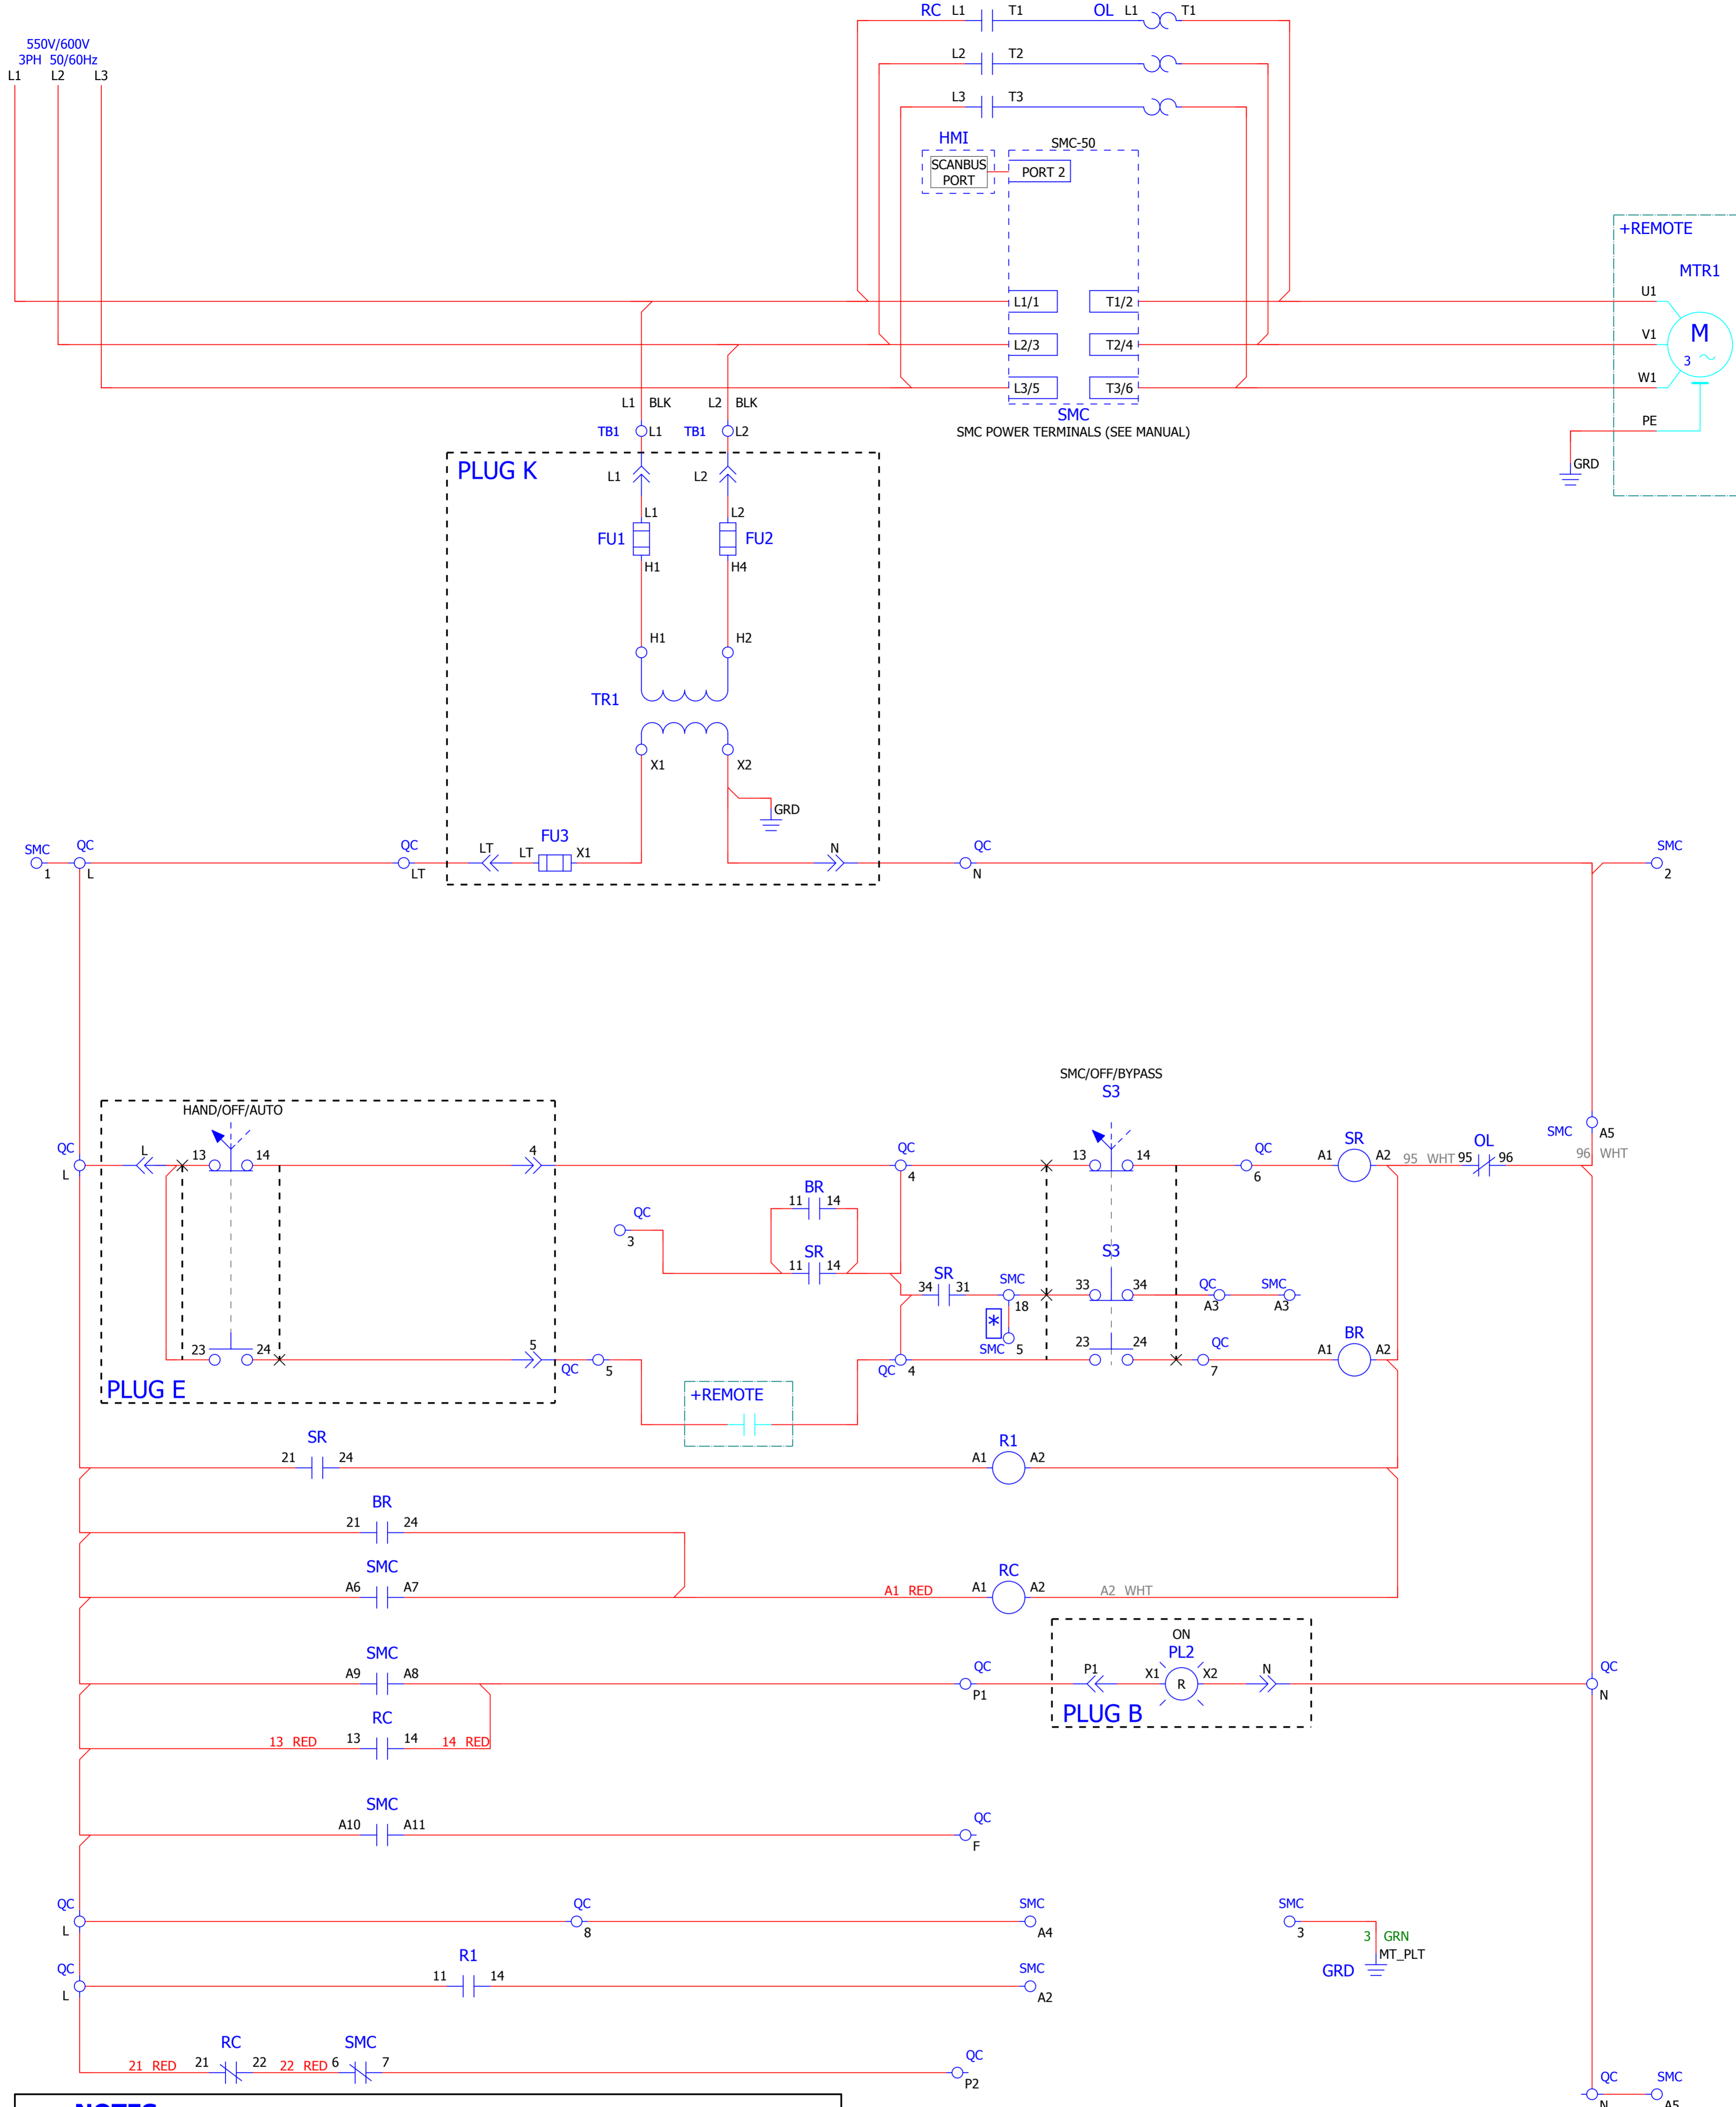 RC L1 T1 OL L1 T1
550V/600V
3PH 50/60Hz
L1 L2 L3
L2 T2
L3 T3
HMI
SMC-50
SCANBUS
PORT
PORT 2
+REMOTE
MTR1
L1/1 T1/2 U1
L2/3 T2/4 V1 M
3
L3/5 T3/6 W1
L1 BLK L2 BLK
SMC
SMC POWER TERMINALS (SEE MANUAL)
PE
GRD
TB1 L1 TB1 L2
PLUG K
L1 L2
L1 L2
FU1 FU2
H1 H4
H1 H2
TR1
X1 X2
GRD
SMC QC QC LT LT FU3 X1 N QC SMC
1 L LT N 2
SMC/OFF/BYPASS
S3
HAND/OFF/AUTO
QC L 13 14 4 QC 13 14 QC SR OL SMC A5
L 4 6 A1 A2 95 WHT 95 96 96 WHT
BR
11 14
QC
3
SR
11 14
S3
SR
34 31 SMC 33 34 QC SMC
18 A3 A3
*
SMC 5
23 24 5 QC 5 QC 4 23 24 QC 7 BR A1 A2
PLUG E
+REMOTE
SR R1
21 24 A1 A2
BR
21 24
SMC RC
A6 A7 A1 RED A1 A2 A2 WHT
ON
SMC QC PL2 QC
A9 A8 P1 P1 X1 R X2 N N
PLUG B
RC
13 RED 13 14 14 RED
SMC QC
A10 A11 F
QC QC SMC SMC
L 8 A4 3
3 GRN
MT_PLT
GRD
QC R1 SMC
L 11 14 A2
RC SMC QC
21 RED 21 22 22 RED 6 7 P2
QC SMC
N A5
NOTES